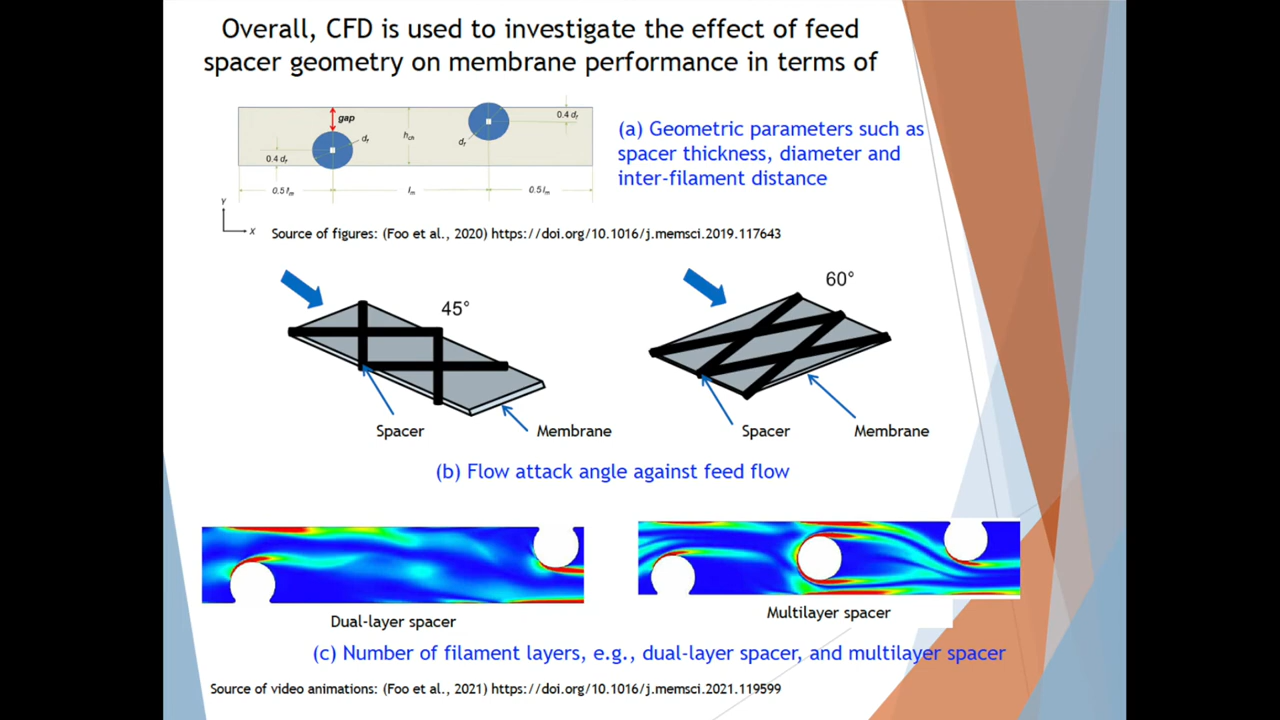 Overall, CFD is used to investigate the effect of feed
spacer geometry on membrane performance in terms of
gap
0.4 df
df
hch
df
0.4 df
0.5 lm
lm
0.5 lm
Y
X
(a) Geometric parameters such as
spacer thickness, diameter and
inter-filament distance
Source of figures: (Foo et al., 2020) https://doi.org/10.1016/j.memsci.2019.117643
45°
60°
Spacer
Membrane
Spacer
Membrane
(b) Flow attack angle against feed flow
Dual-layer spacer
Multilayer spacer
(c) Number of filament layers, e.g., dual-layer spacer, and multilayer spacer
Source of video animations: (Foo et al., 2021) https://doi.org/10.1016/j.memsci.2021.119599